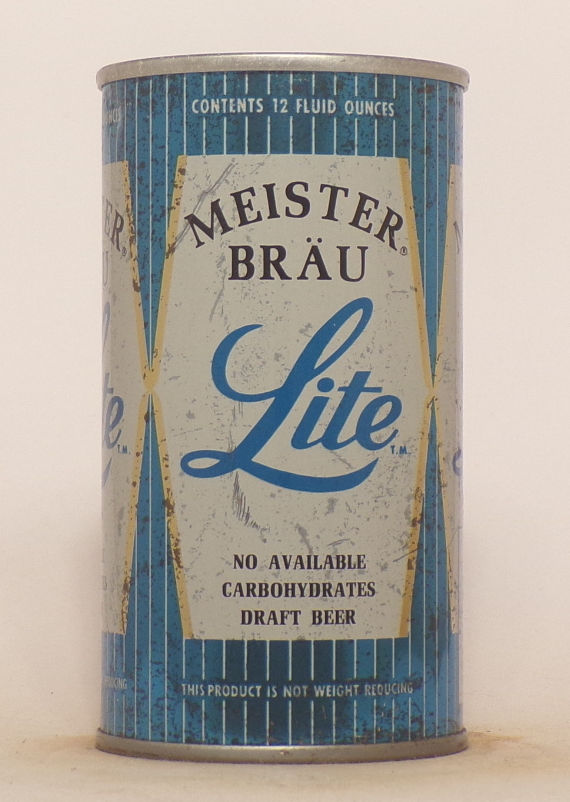 CONTENTS 12 FLUID OUNCES
MEISTER®
BRÄU
Lite T.M.
NO AVAILABLE
CARBOHYDRATES
DRAFT BEER
THIS PRODUCT IS NOT WEIGHT REDUCING